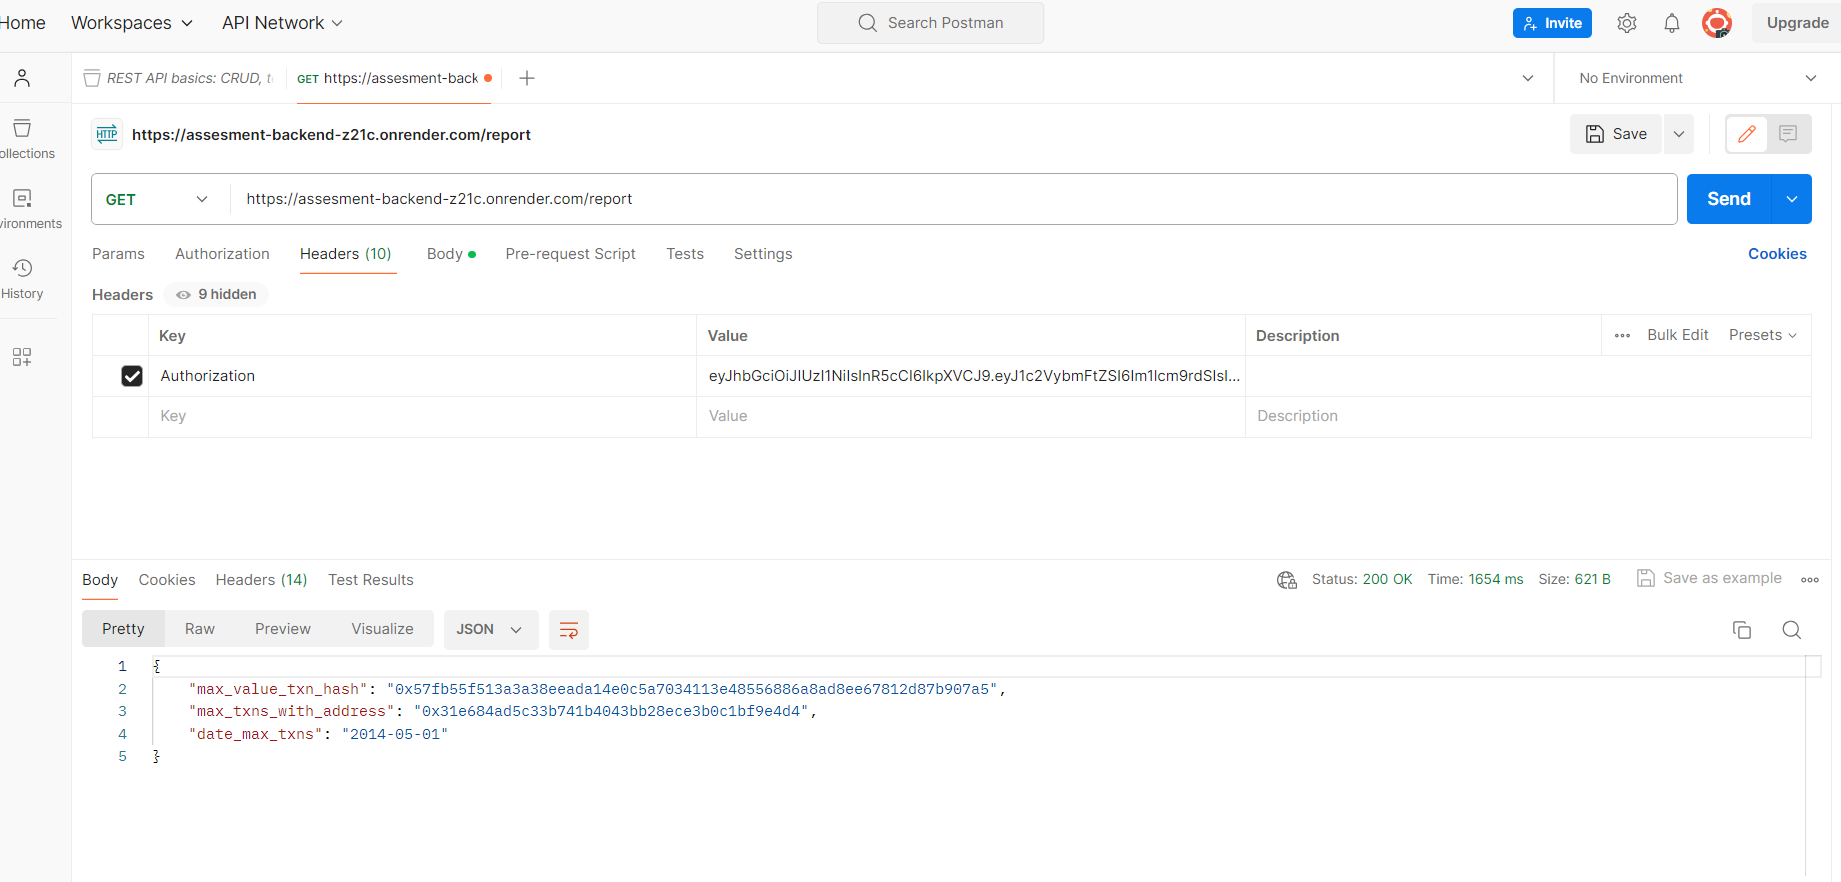 Home Workspaces API Network Search Postman Invite Upgrade
REST API basics: CRUD, t GET https://assesment-back No Environment
HTTP https://assesment-backend-z21c.onrender.com/report Save
ollections
GET https://assesment-backend-z21c.onrender.com/report Send
vironments
Params Authorization Headers (10) Body Pre-request Script Tests Settings Cookies
History
Headers 9 hidden
Key Value Description Bulk Edit Presets
Authorization
Key Value Description
Body Cookies Headers (14) Test Results Status: 200 OK Time: 1654 ms Size: 621 B Save as example
Pretty Raw Preview Visualize JSON
1 {
2 "max_value_txn_hash": "0x57fb55f513a3a38eeada14e0c5a7034113e48556886a8ad8ee67812d87b907a5",
3 "max_txns_with_address": "0x31e684ad5c33b741b4043bb28ece3b0c1bf9e4d4",
4 "date_max_txns": "2014-05-01"
5 }